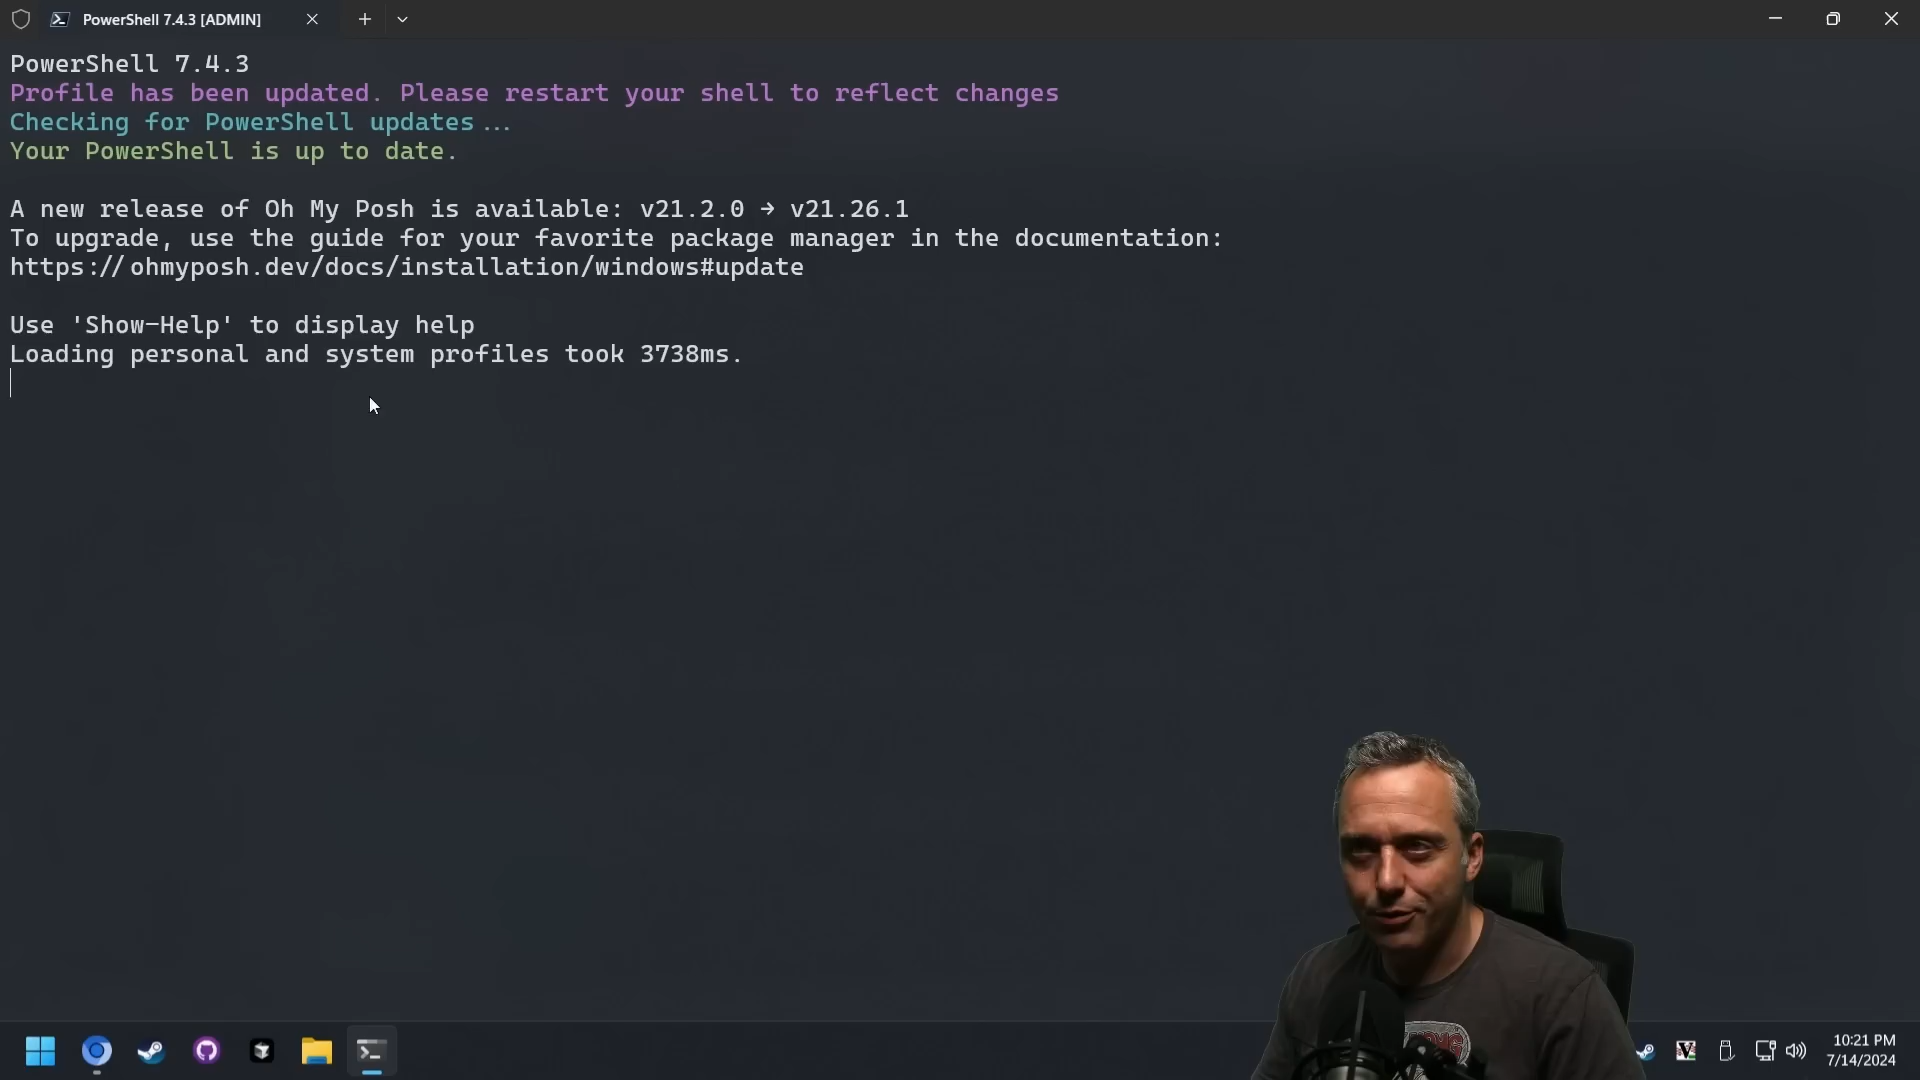 PowerShell 7.4.3 [ADMIN]
PowerShell 7.4.3
Profile has been updated. Please restart your shell to reflect changes
Checking for PowerShell updates...
Your PowerShell is up to date.
A new release of Oh My Posh is available: v21.2.0 → v21.26.1
To upgrade, use the guide for your favorite package manager in the documentation:
https://ohmyposh.dev/docs/installation/windows#update
Use 'Show-Help' to display help
Loading personal and system profiles took 3738ms.
10:21 PM
7/14/2024